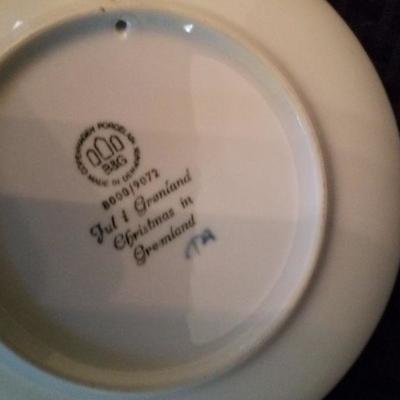 COPENHAGEN PORCELAIN
B&G
MADE IN DENMARK
8000/9072
Jul i Grønland
Christmas in
Greenland